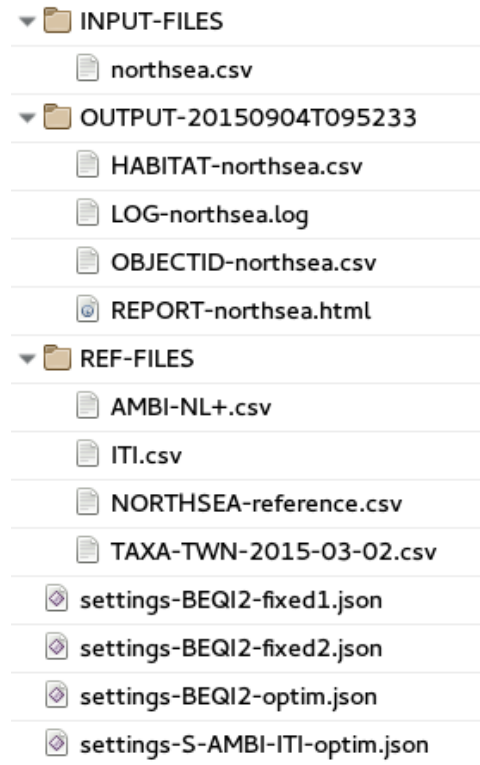 INPUT-FILES
northsea.csv
OUTPUT-20150904T095233
HABITAT-northsea.csv
LOG-northsea.log
OBJECTID-northsea.csv
REPORT-northsea.html
REF-FILES
AMBI-NL+.csv
ITI.csv
NORTHSEA-reference.csv
TAXA-TWN-2015-03-02.csv
settings-BEQI2-fixed1.json
settings-BEQI2-fixed2.json
settings-BEQI2-optim.json
settings-S-AMBI-ITI-optim.json